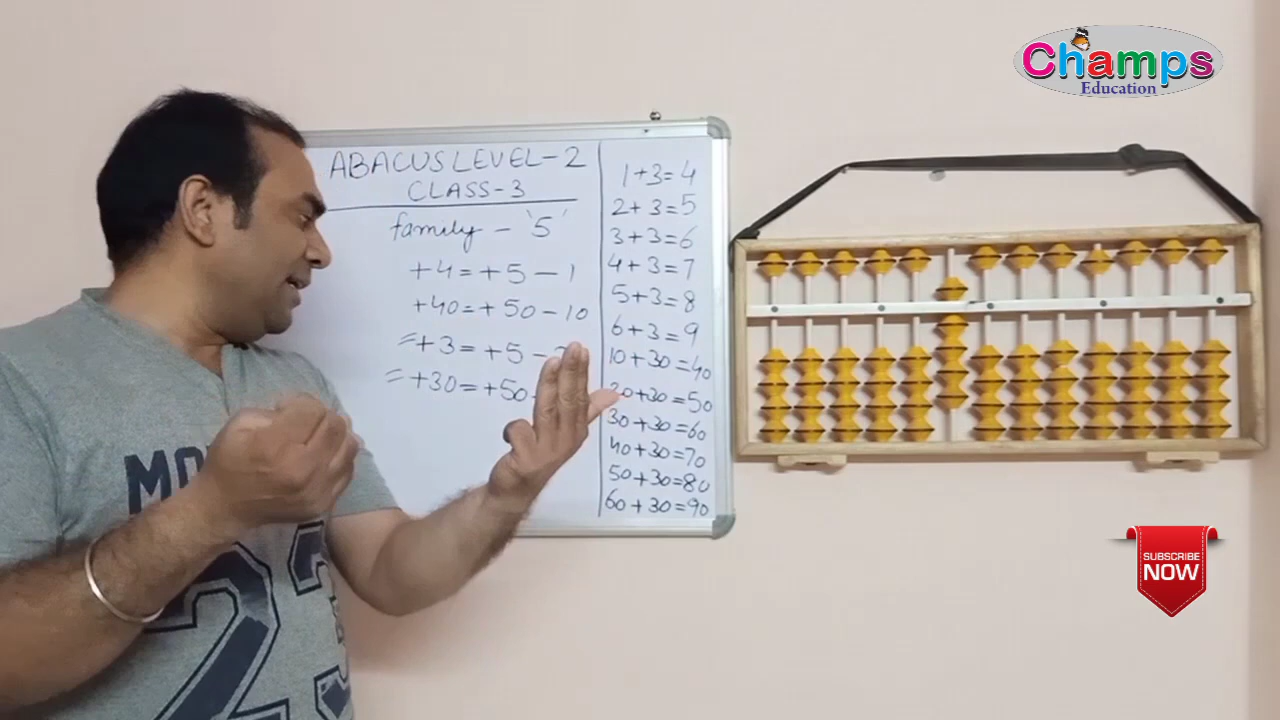 Champs
Education
ABACUS LEVEL-2
CLASS-3
family - '5'
+4=+5-1
+40=+50-10
=+3=+5-
=+30=+50
1+3=4
2+3=5
3+3=6
4+3=7
5+3=8
6+3=9
10+30=40
20+30=50
30+30=60
40+30=70
50+30=80
60+30=90
23
SUBSCRIBE
NOW